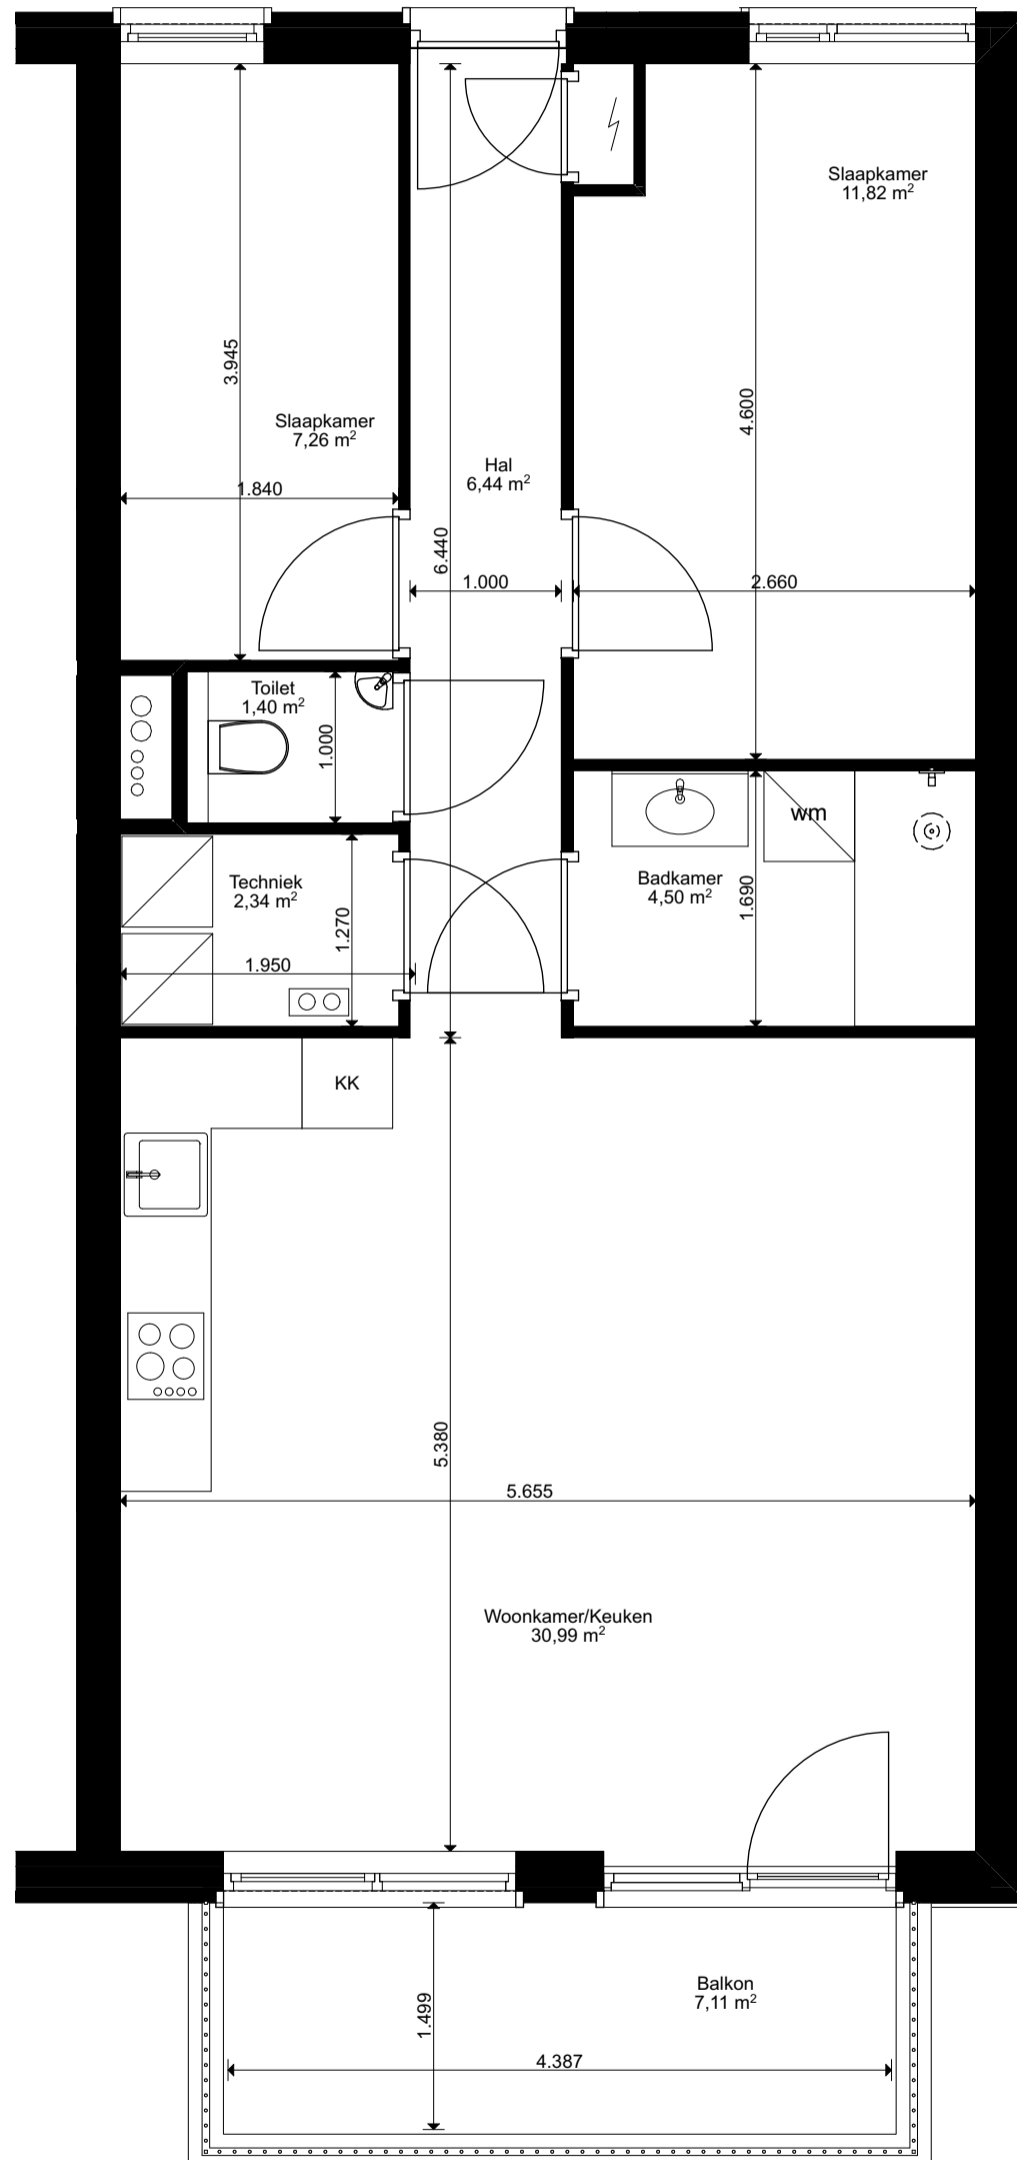 Slaapkamer
11,82 m²
3.945
4.600
Slaapkamer
7,26 m²
Hal
6,44 m²
1.840
6.440
1.000
2.660
Toilet
1,40 m²
1.000
wm
Techniek
2,34 m²
Badkamer
4,50 m²
1.690
1.270
1.950
KK
5.380
5.655
Woonkamer/Keuken
30,99 m²
Balkon
7,11 m²
1.499
4.387